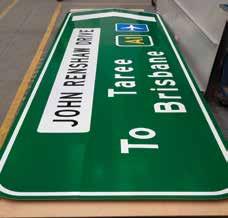 JOHN RENSHAW DRIVE
A1
Taree
To Brisbane